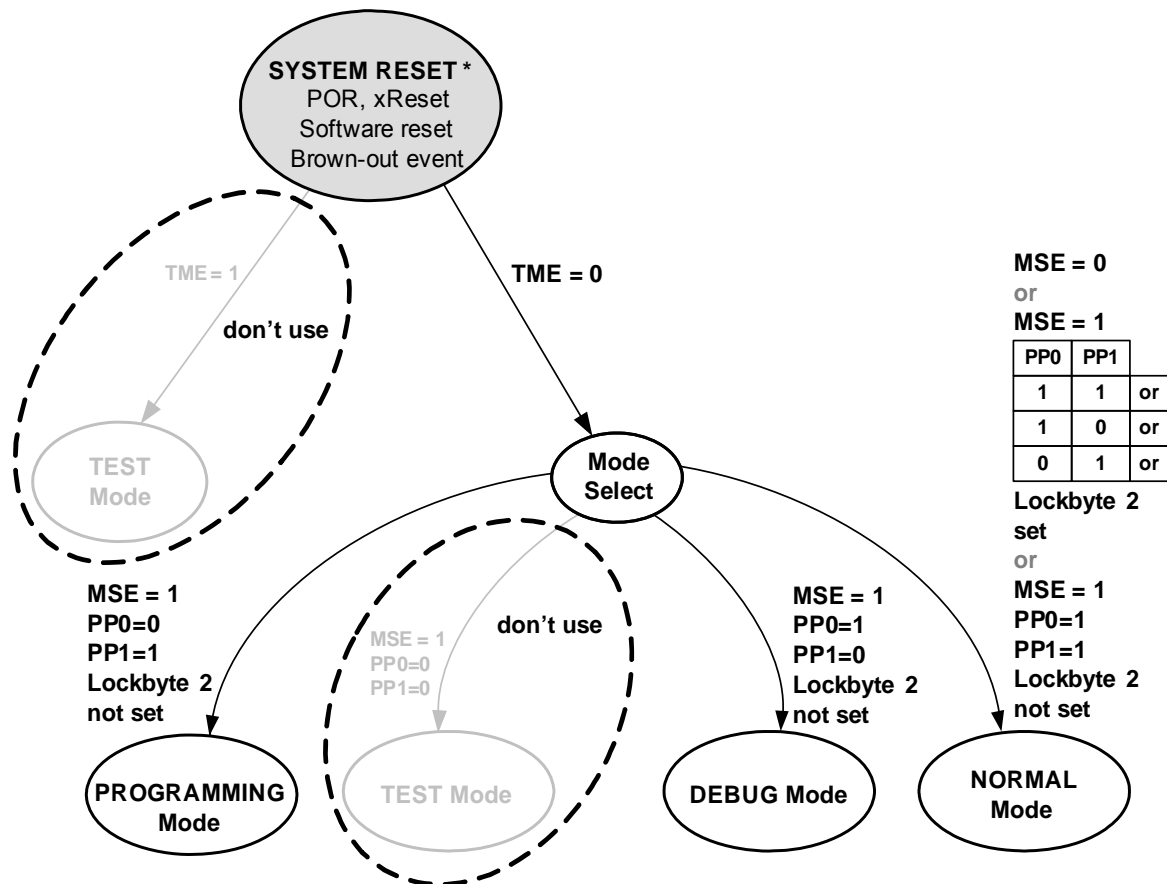 SYSTEM RESET *
POR, xReset
Software reset
Brown-out event
TME = 1
don't use
TEST
Mode
TME = 0
Mode
Select
MSE = 0
or
MSE = 1
PP0 PP1
1 1 or
1 0 or
0 1 or
Lockbyte 2
set
or
MSE = 1
PP0=1
PP1=1
Lockbyte 2
not set
MSE = 1
PP0=0
PP1=1
Lockbyte 2
not set
don't use
MSE = 1
PP0=0
PP1=0
MSE = 1
PP0=1
PP1=0
Lockbyte 2
not set
PROGRAMMING
Mode
TEST Mode
DEBUG Mode
NORMAL
Mode